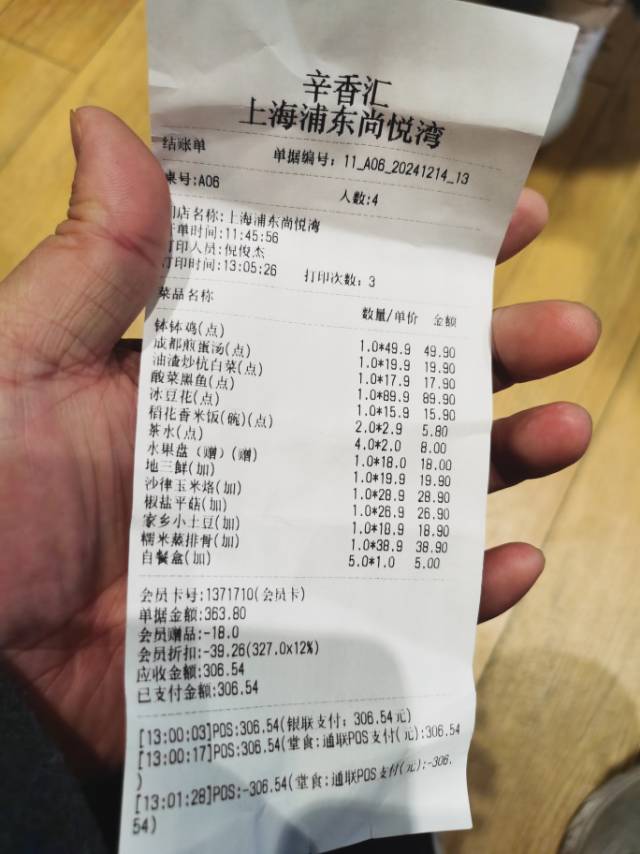 辛香汇
上海浦东尚悦湾
结账单 单据编号：11_A06_20241214_13
桌号:A06 人数:4
门店名称:上海浦东尚悦湾
单时间:11:45:56
打印人员:倪俊杰
打印时间:13:05:26 打印次数：3
菜品名称 数量/单价 金额
钵钵鸡(点) 1.0*49.9 49.90
成都煎蛋汤(点) 1.0*19.9 19.90
油渣炒杭白菜(点) 1.0*17.9 17.90
酸菜黑鱼(点) 1.0*89.9 89.90
冰豆花(点) 1.0*15.9 15.90
稻花香米饭(碗)(点) 2.0*2.9 5.80
茶水(点) 4.0*2.0 8.00
水果盘（赠）(赠) 1.0*18.0 18.00
地三鲜(加) 1.0*19.9 19.90
沙律玉米烙(加) 1.0*28.9 28.90
椒盐平菇(加) 1.0*26.9 26.90
家乡小土豆(加) 1.0*18.9 18.90
糯米蒸排骨(加) 1.0*38.9 38.90
自餐盒(加) 5.0*1.0 5.00
会员卡号:1371710(会员卡)
单据金额:363.80
会员赠品:-18.0
会员折扣:-39.26(327.0x12%)
应收金额:306.54
已支付金额:306.54
[13:00:03]POS:306.54(银联支付：306.54元)
[13:00:17]POS:306.54(堂食:通联POS支付(元):306.54
)
[13:01:28]POS:-306.54(堂食:通联POS支付(元):-306.
54)